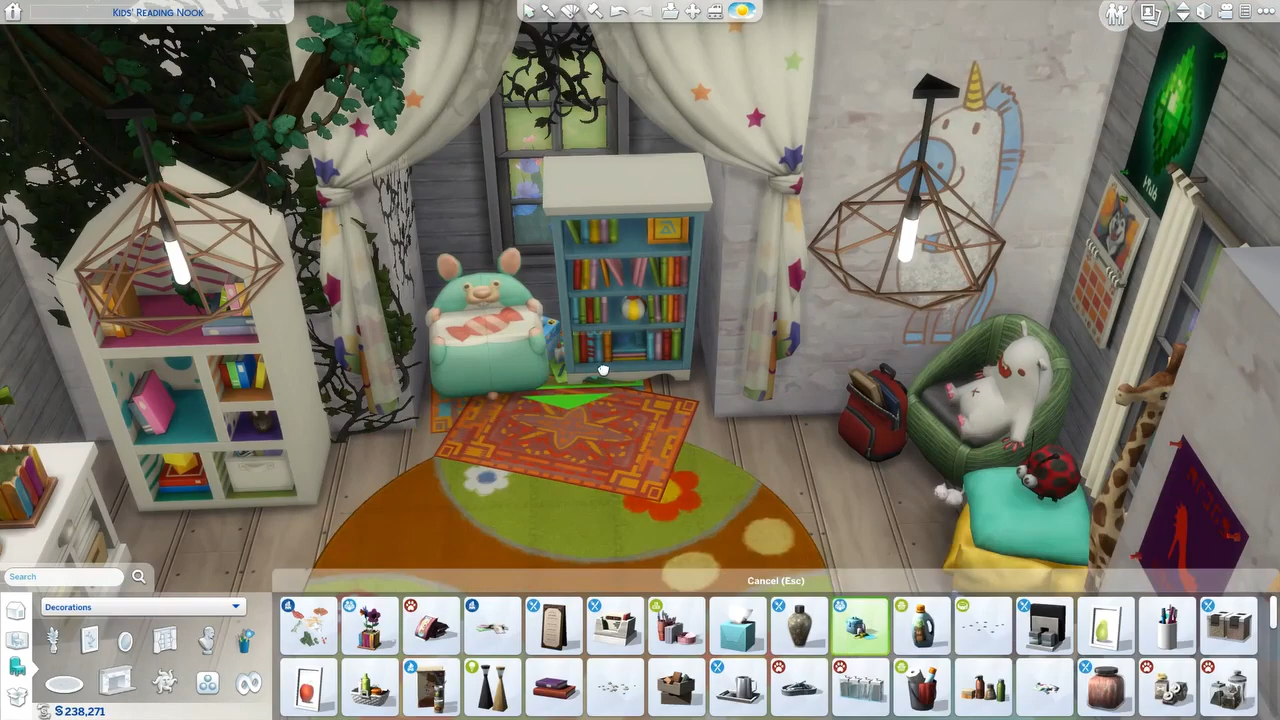 Kids' Reading Nook
Cancel (Esc)
Search
Decorations
§ 238,271